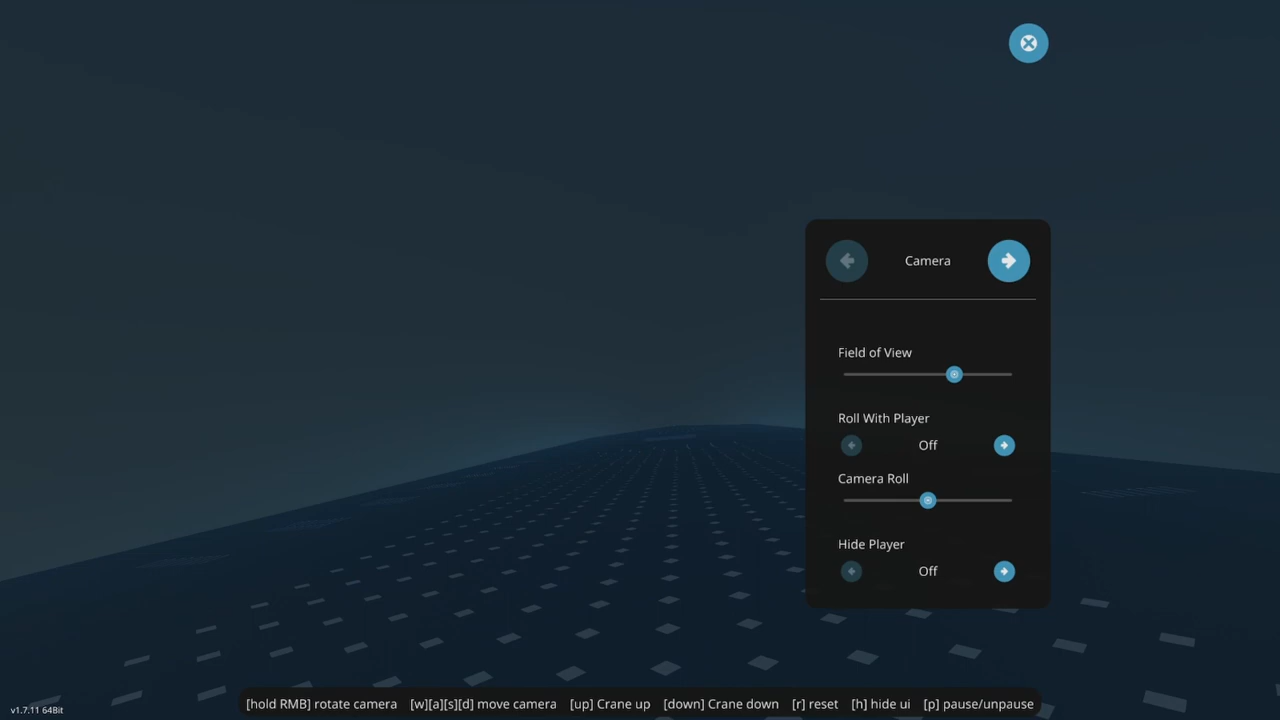 Camera
Field of View
Roll With Player
Off
Camera Roll
Hide Player
Off
[hold RMB] rotate camera [w][a][s][d] move camera [up] Crane up [down] Crane down [r] reset [h] hide ui [p] pause/unpause
v1.7.11 64Bit